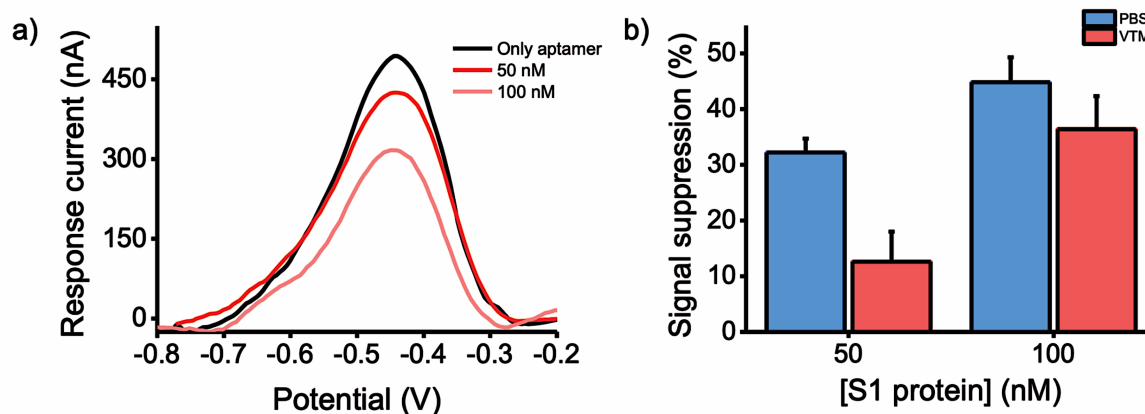 a)
Response current (nA)
450
300
150
0
Only aptamer
50 nM
100 nM
-0.8 -0.7 -0.6 -0.5 -0.4 -0.3 -0.2
Potential (V)
b)
Signal suppression (%)
50
40
30
20
10
0
PBS
VTM
50 100
[S1 protein] (nM)